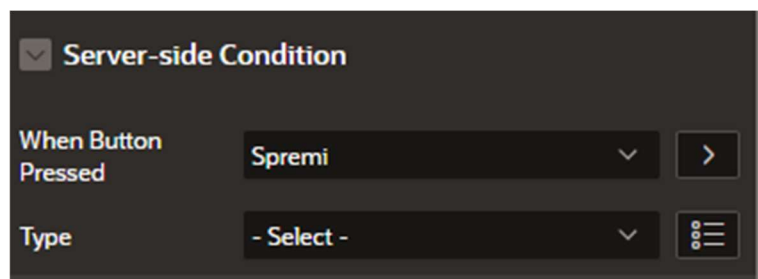 Server-side Condition
When Button
Pressed
Spremi
Type
- Select -